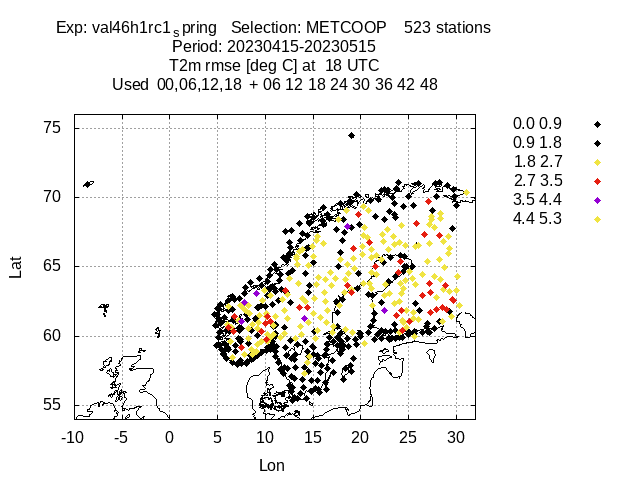 Exp: val46h1rc1spring Selection: METCOOP 523 stations
Period: 20230415-20230515
T2m rmse [deg C] at 18 UTC
Used 00,06,12,18 + 06 12 18 24 30 36 42 48
75
70
65
60
55
Lat
-10 -5 0 5 10 15 20 25 30
Lon
0.0 0.9
0.9 1.8
1.8 2.7
2.7 3.5
3.5 4.4
4.4 5.3